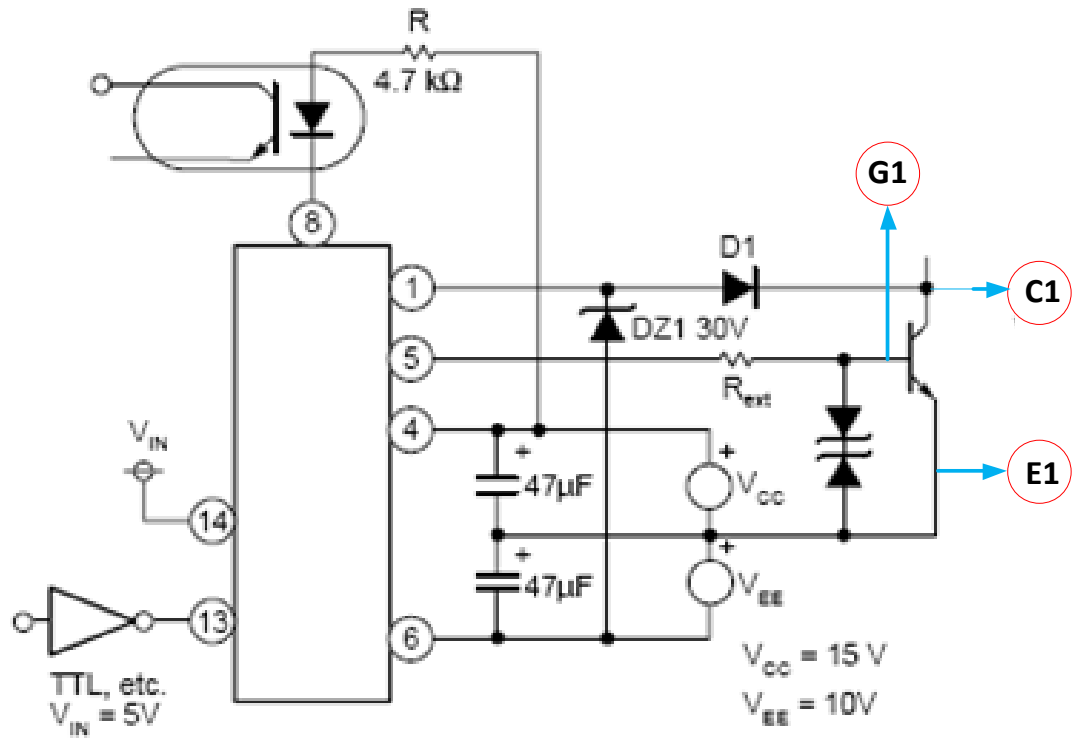 R
4.7 kΩ
G1
8
D1
1
C1
DZ1 30V
5
R_ext
4
V_IN
+
+
47μF
V_CC
E1
14
+
+
47μF
V_EE
13
6
TTL, etc.
V_IN = 5V
V_CC = 15 V
V_EE = 10V